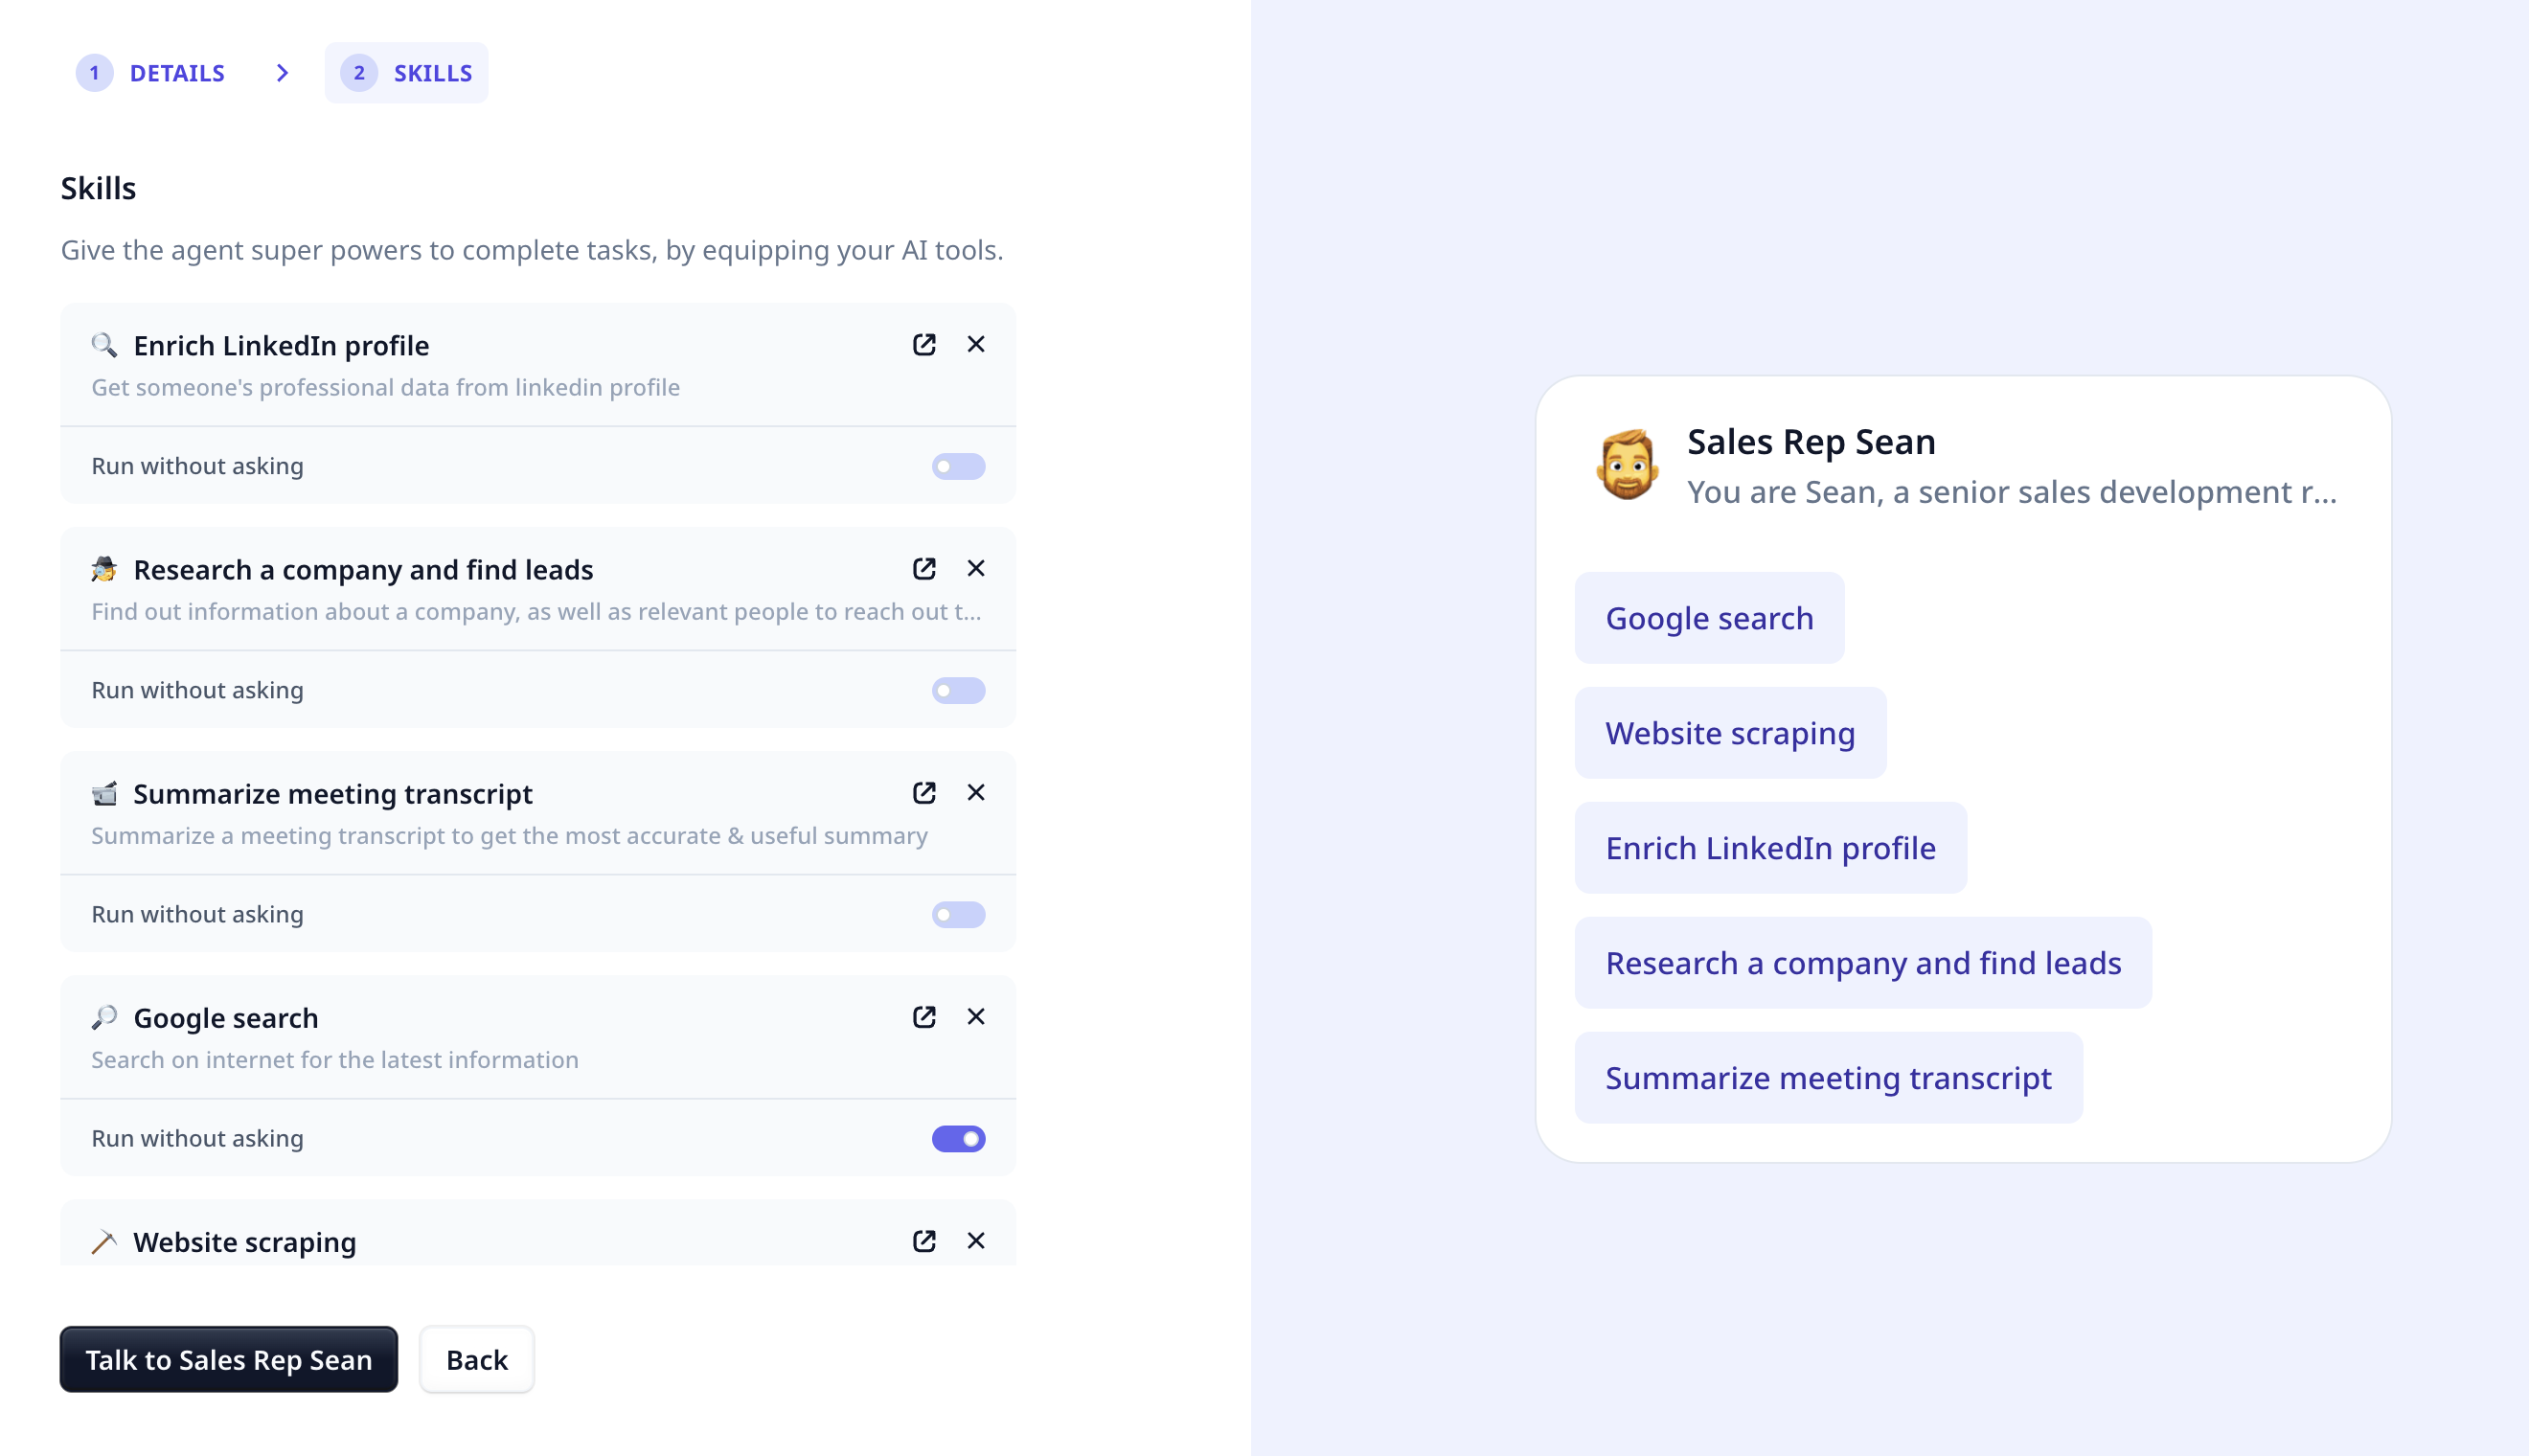 1 DETAILS
2 SKILLS
Skills
Give the agent super powers to complete tasks, by equipping your AI tools.
Enrich LinkedIn profile
Get someone's professional data from linkedin profile
Run without asking
Research a company and find leads
Find out information about a company, as well as relevant people to reach out t...
Run without asking
Summarize meeting transcript
Summarize a meeting transcript to get the most accurate & useful summary
Run without asking
Google search
Search on internet for the latest information
Run without asking
Website scraping
Talk to Sales Rep Sean
Back
Sales Rep Sean
You are Sean, a senior sales development r...
Google search
Website scraping
Enrich LinkedIn profile
Research a company and find leads
Summarize meeting transcript